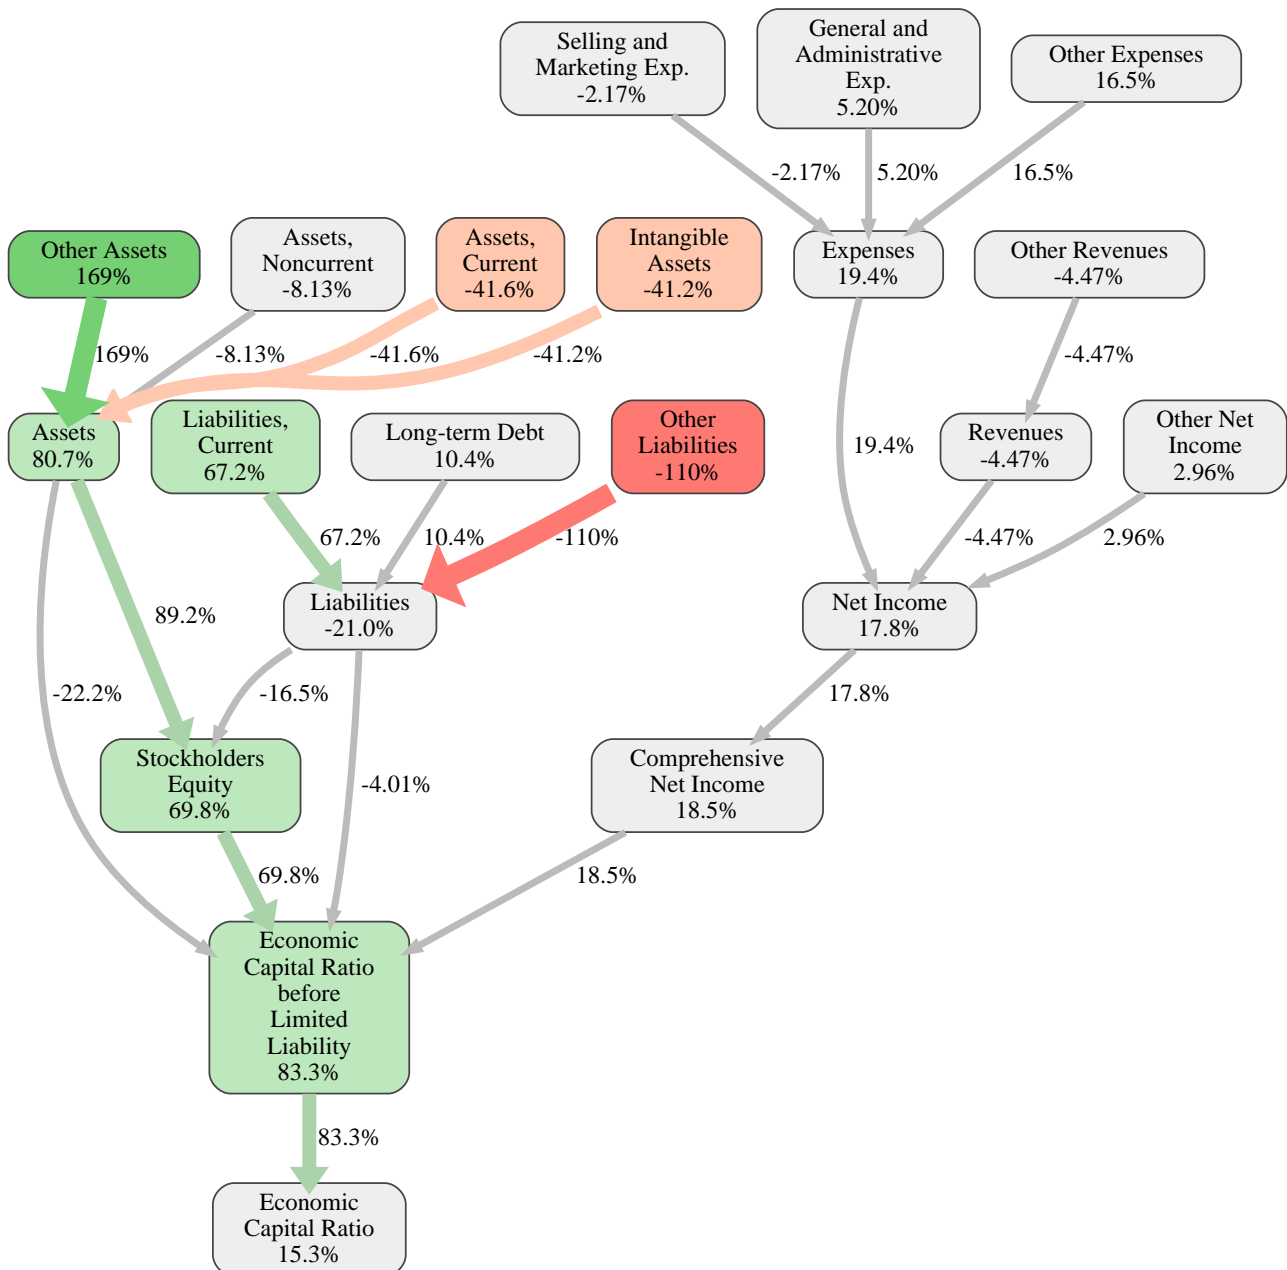 Selling and
Marketing Exp.
-2.17%
General and
Administrative
Exp.
5.20%
Other Expenses
16.5%
-2.17%
5.20%
16.5%
Other Assets
169%
Assets,
Noncurrent
-8.13%
Assets,
Current
-41.6%
Intangible
Assets
-41.2%
Expenses
19.4%
Other Revenues
-4.47%
169%
-8.13%
-41.6%
-41.2%
-4.47%
Assets
80.7%
Liabilities,
Current
67.2%
Long-term Debt
10.4%
Other
Liabilities
-110%
19.4%
Revenues
-4.47%
Other Net
Income
2.96%
67.2%
10.4%
-110%
-4.47%
2.96%
89.2%
Liabilities
-21.0%
Net Income
17.8%
-22.2%
-16.5%
17.8%
Stockholders
Equity
69.8%
-4.01%
Comprehensive
Net Income
18.5%
69.8%
18.5%
Economic
Capital Ratio
before
Limited
Liability
83.3%
83.3%
Economic
Capital Ratio
15.3%